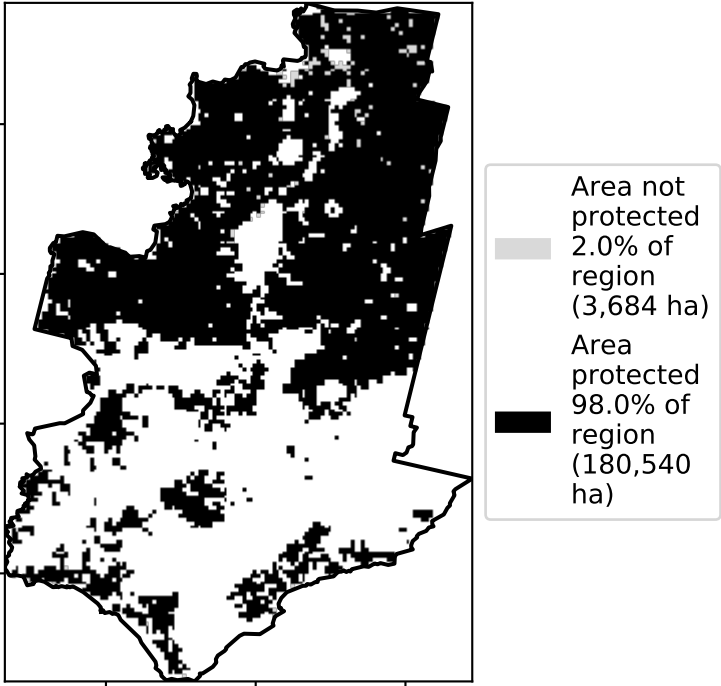 Area not
protected
2.0% of
region
(3,684 ha)
Area
protected
98.0% of
region
(180,540
ha)